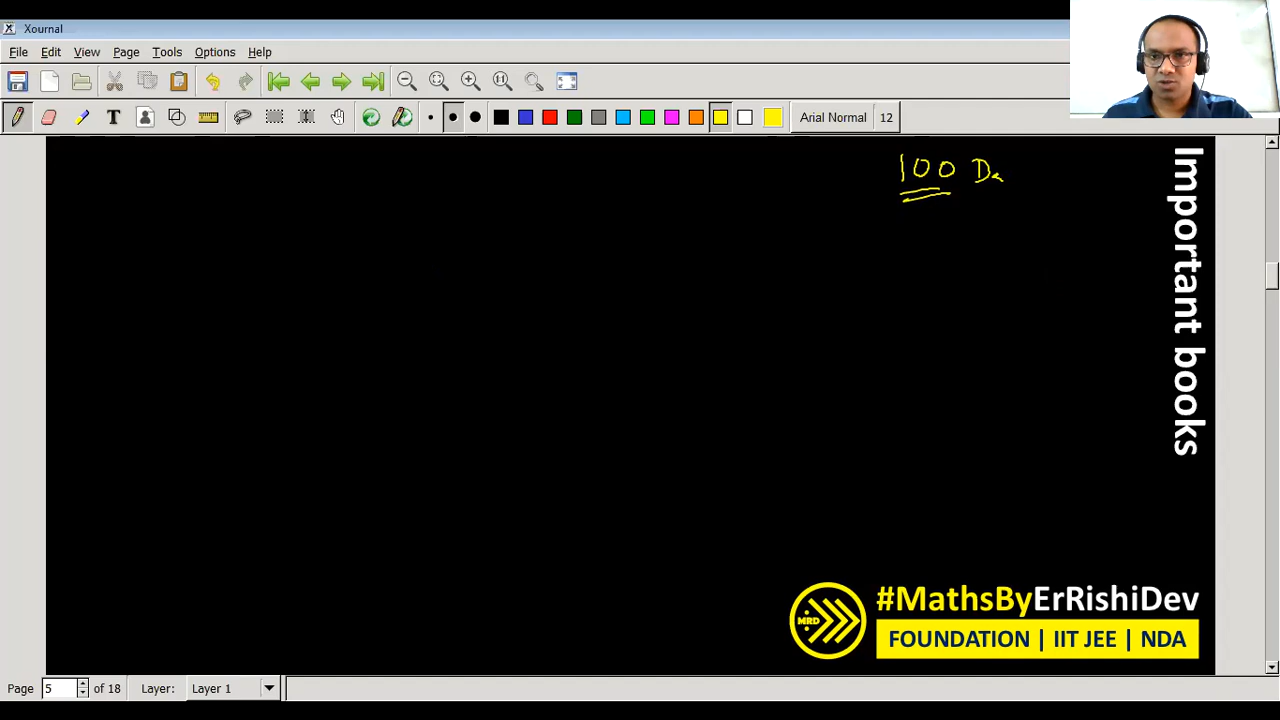 Xournal
File Edit View Page Tools Options Help
T Arial Normal 12
100 Da
Important books
MRD
#MathsByErRishiDev
FOUNDATION | IIT JEE | NDA
Page 5 of 18 Layer: Layer 1